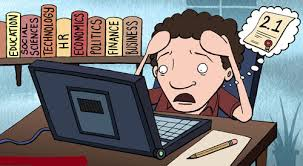 EDUCATION
SOCIAL
SCIENCES
TECHNOLOGY
HR
ECONOMICS
POLITICS
FINANCE
BUSINESS
2.1